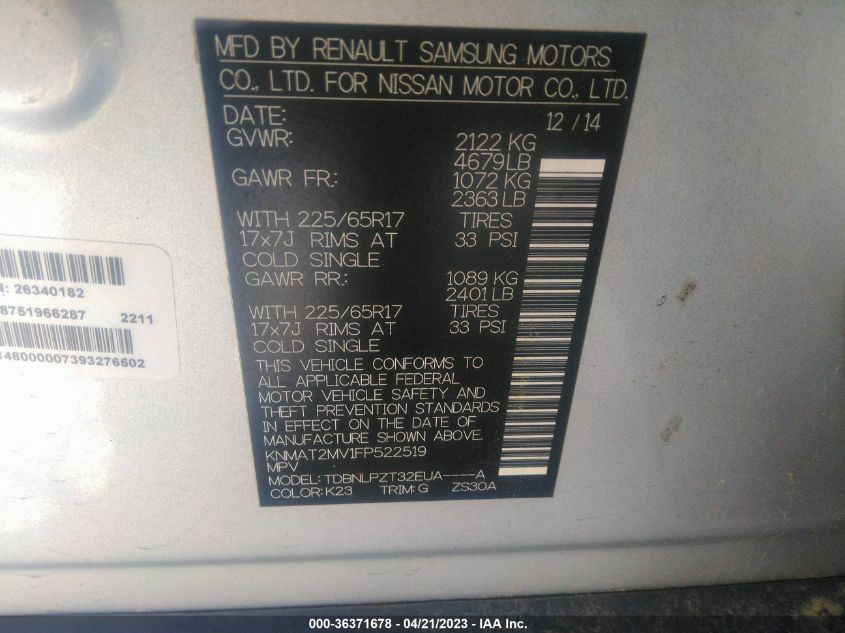 MFD BY RENAULT SAMSUNG MOTORS
CO., LTD. FOR NISSAN MOTOR CO., LTD.
DATE: 12 / 14
GVWR: 2122 KG
4679LB
GAWR FR.: 1072 KG
2363 LB
WITH 225/65R17 TIRES
17x7J RIMS AT 33 PSI
COLD SINGLE
GAWR RR.: 1089 KG
2401 LB
WITH 225/65R17 TIRES
17x7J RIMS AT 33 PSI
COLD SINGLE
THIS VEHICLE CONFORMS TO
ALL APPLICABLE FEDERAL
MOTOR VEHICLE SAFETY AND
THEFT PREVENTION STANDARDS
IN EFFECT ON THE DATE OF
MANUFACTURE SHOWN ABOVE.
KNMAT2MV1FP522519
MPV
MODEL: TDBNLPZT32EUA----A
COLOR: K23 TRIM: G ZS30A
: 26340182
8751966287 2211
48000007393276502
000-36371678 - 04/21/2023 - IAA Inc.